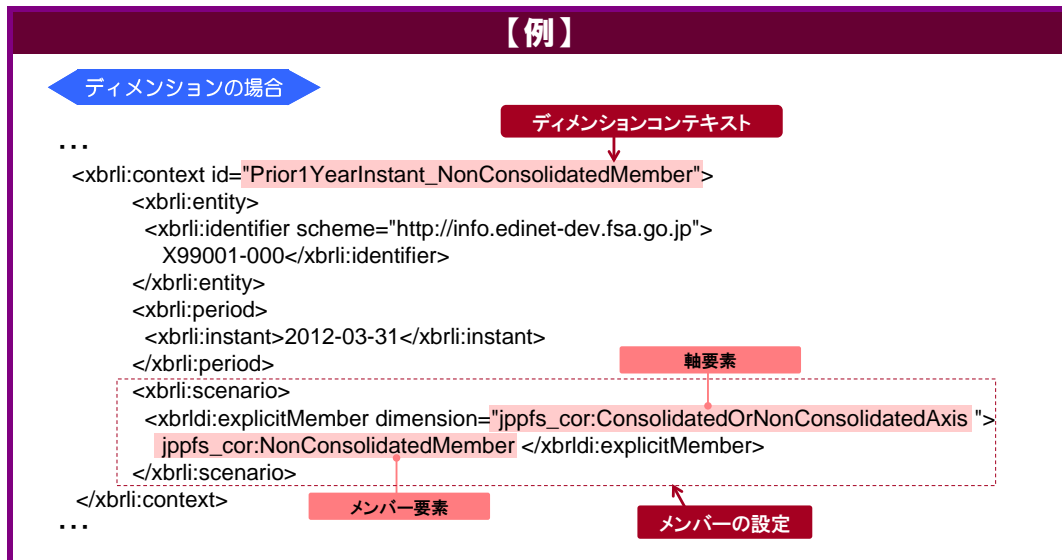 【例】
ディメンションの場合
ディメンションコンテキスト
...
<xbrli:context id="Prior1YearInstant_NonConsolidatedMember">
<xbrli:entity>
<xbrli:identifier scheme="http://info.edinet-dev.fsa.go.jp">
X99001-000</xbrli:identifier>
</xbrli:entity>
<xbrli:period>
<xbrli:instant>2012-03-31</xbrli:instant>
</xbrli:period>
軸要素
<xbrli:scenario>
<xbrldi:explicitMember dimension="jppfs_cor:ConsolidatedOrNonConsolidatedAxis ">
jppfs_cor:NonConsolidatedMember </xbrldi:explicitMember>
</xbrli:scenario>
</xbrli:context>
メンバー要素
メンバーの設定
...